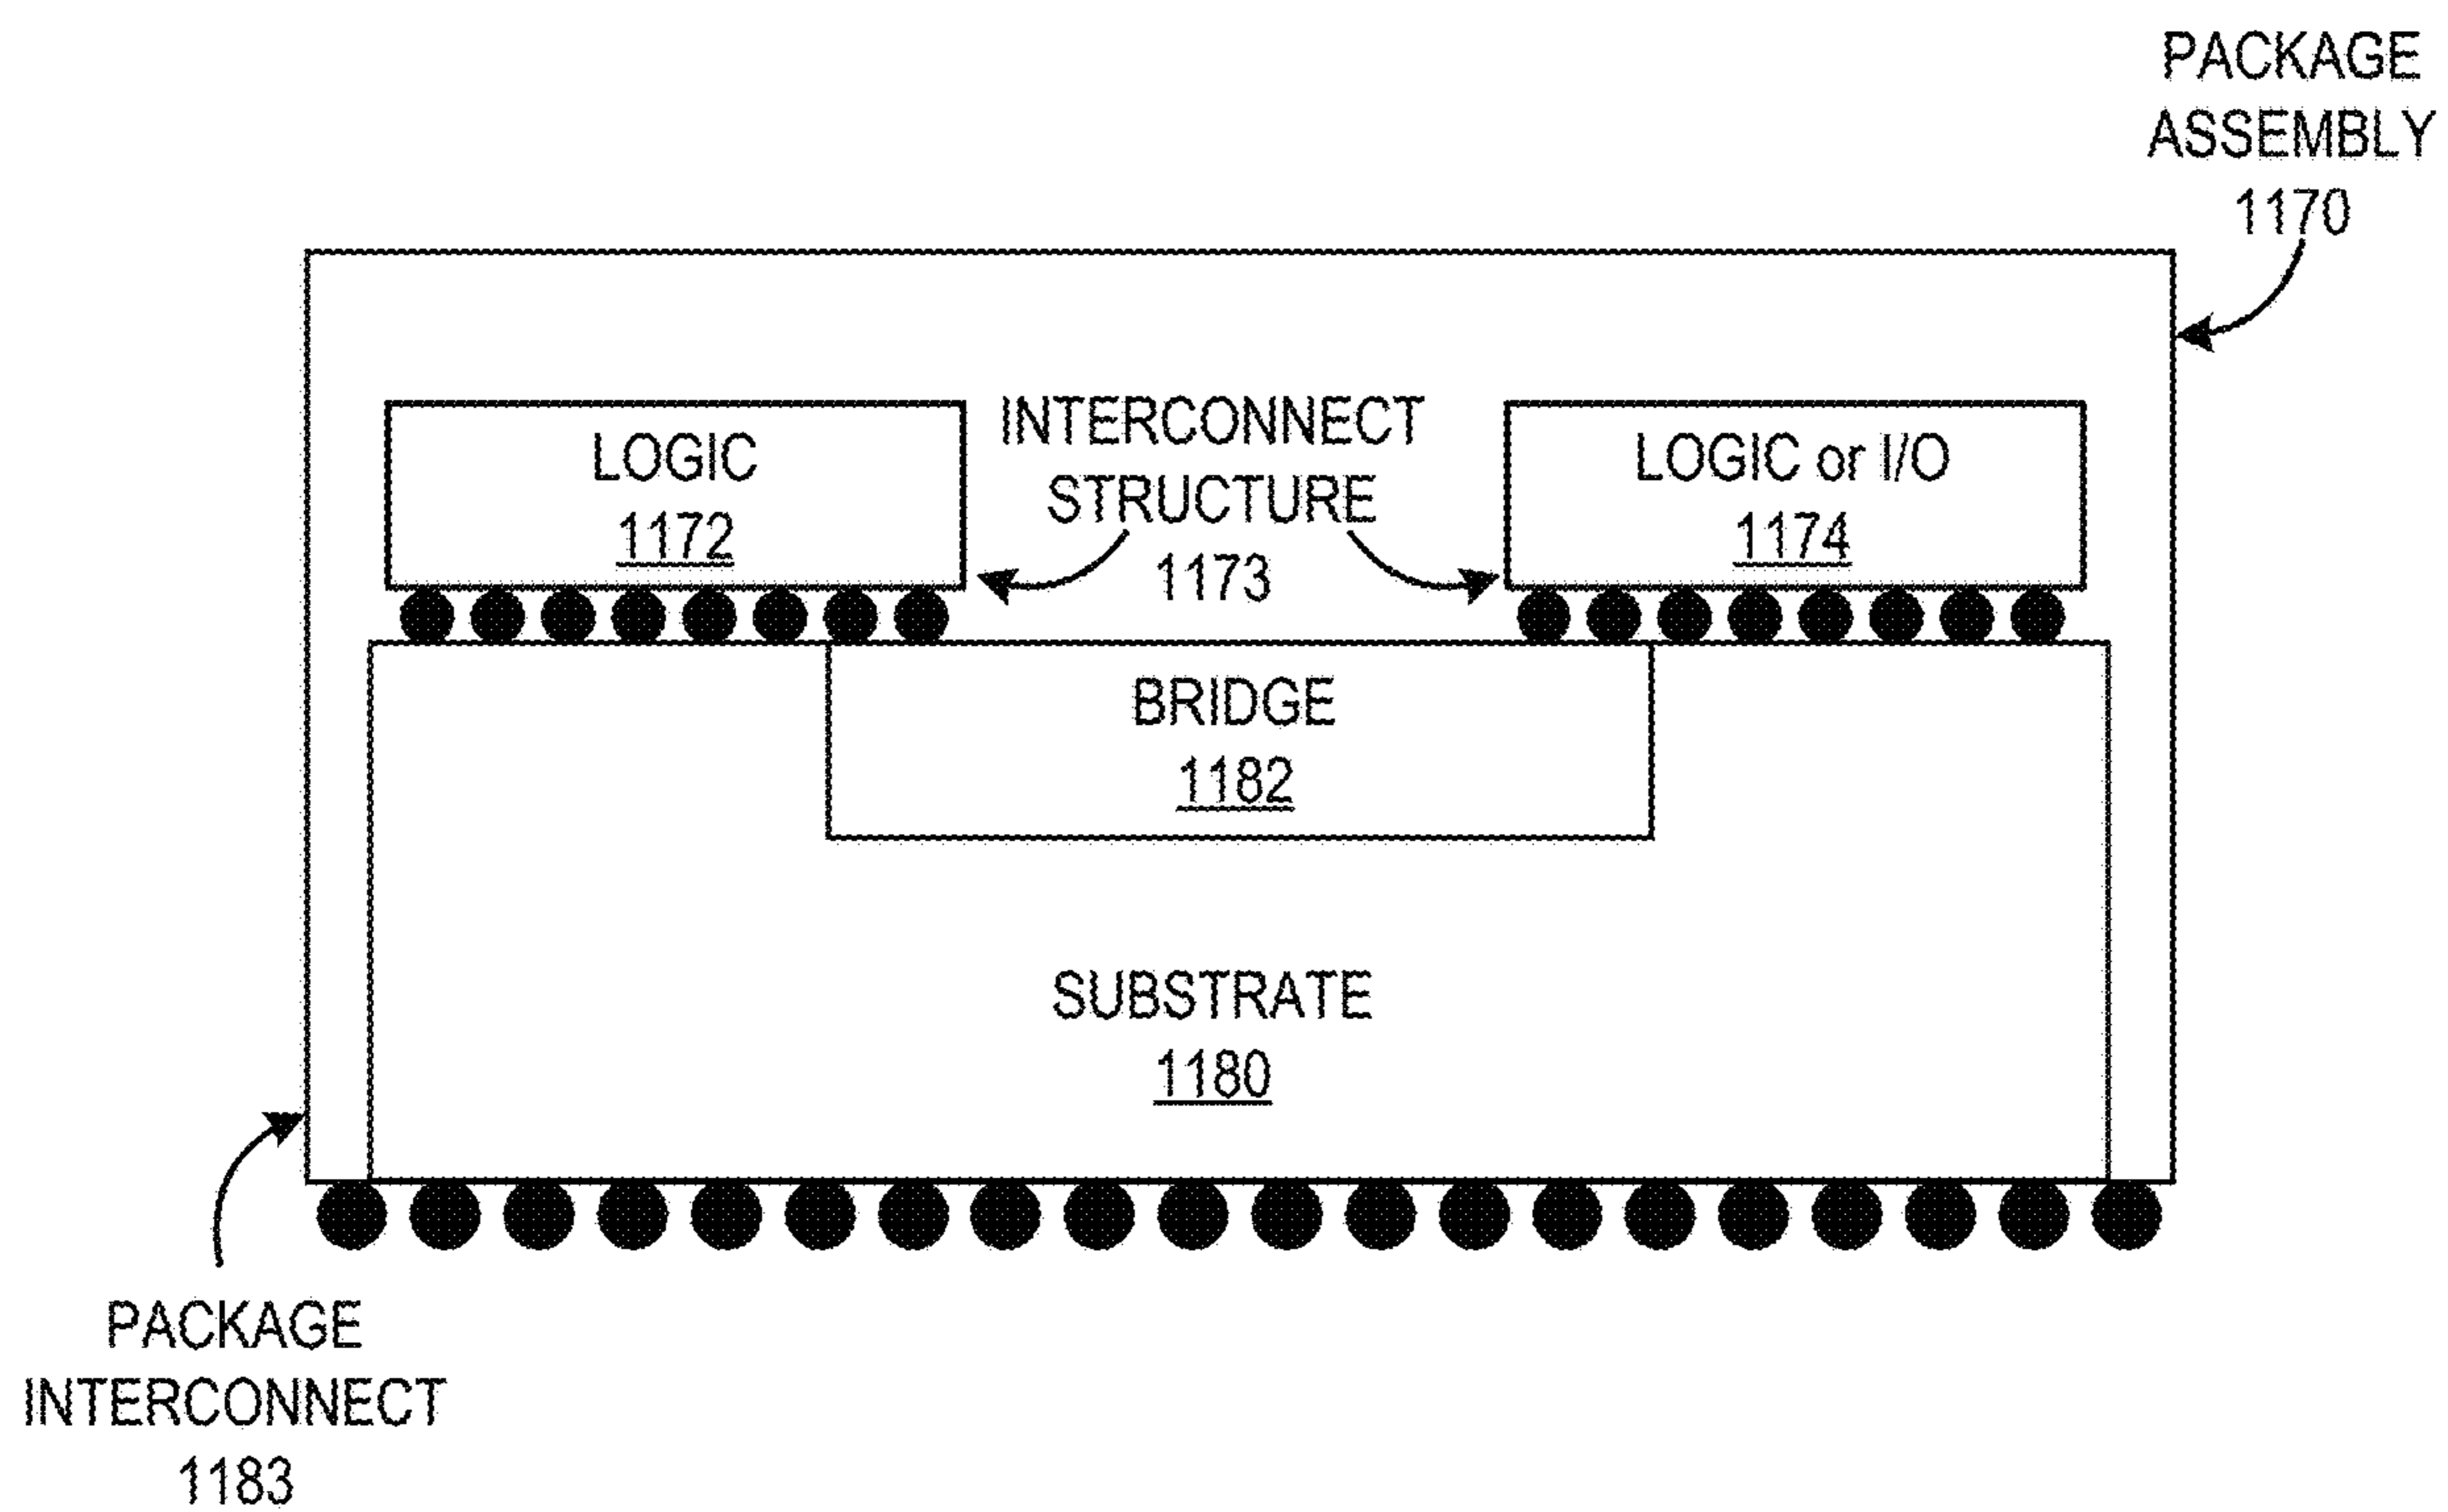 PACKAGE
ASSEMBLY
1170
LOGIC
1172
INTERCONNECT
STRUCTURE
1173
LOGIC or I/O
1174
BRIDGE
1182
SUBSTRATE
1180
PACKAGE
INTERCONNECT
1183